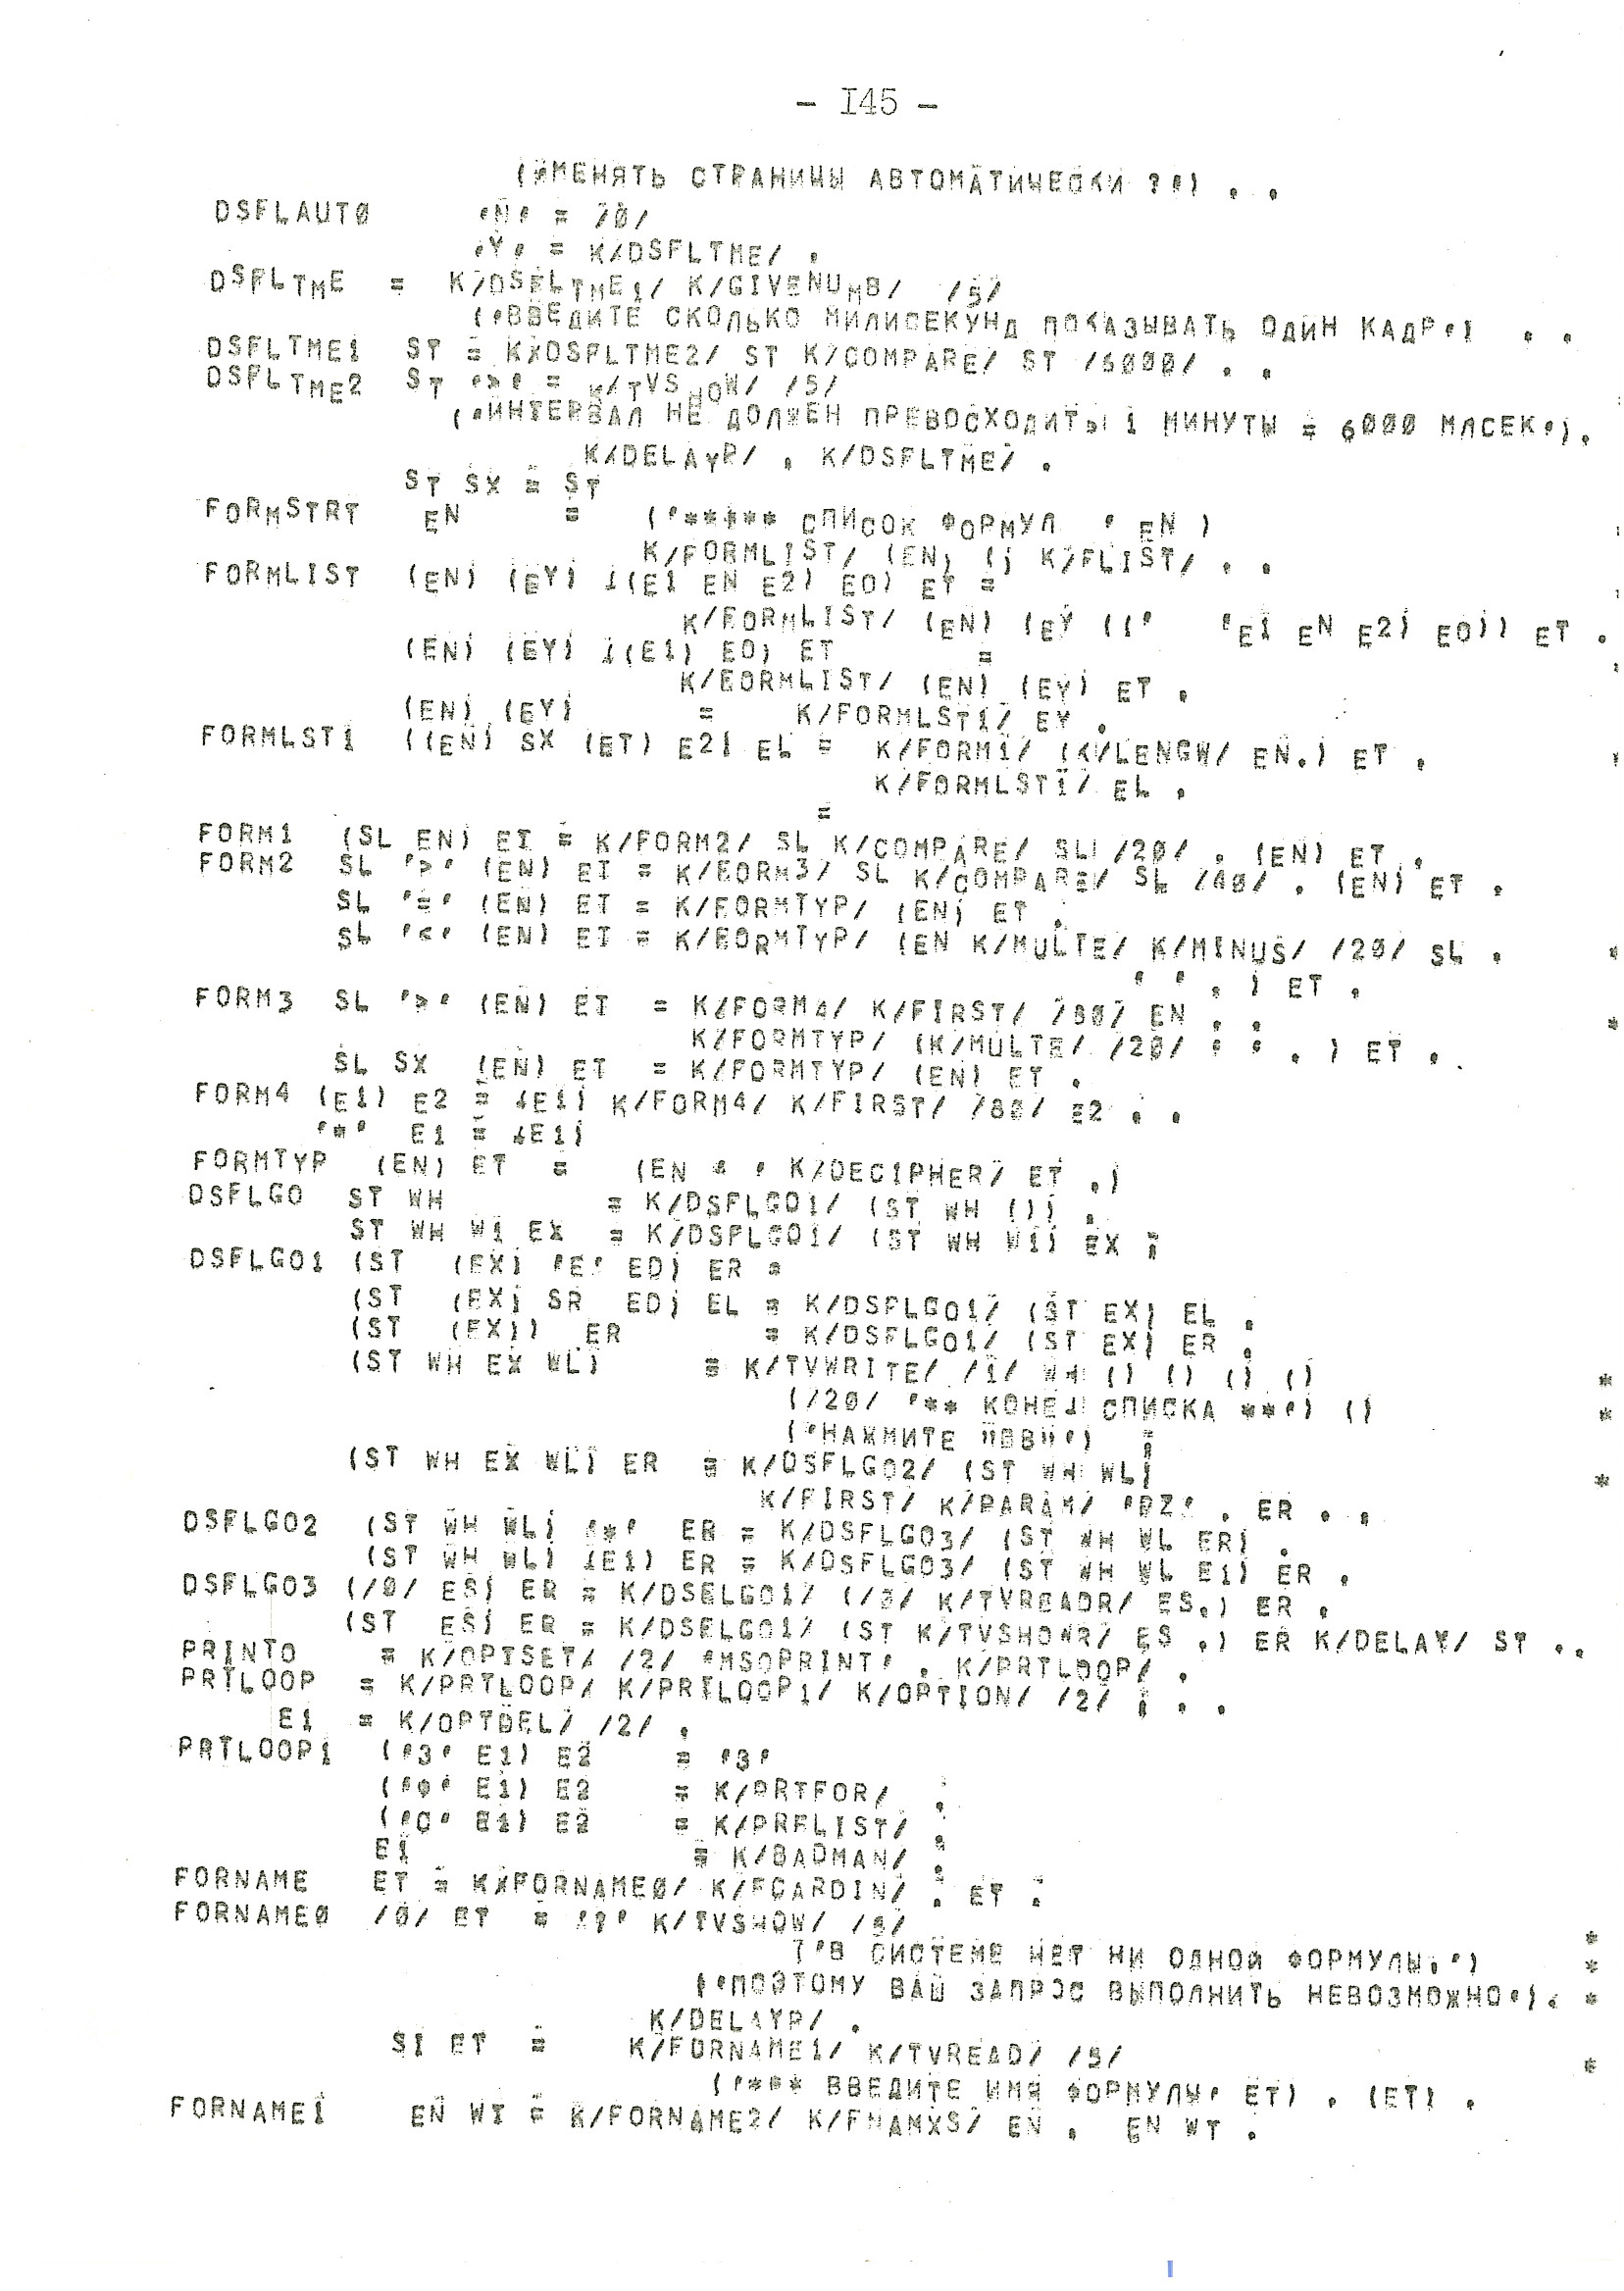 - I45 -
('МЕНЯТЬ СТРАНИЦЫ АВТОМАТИЧЕСКИ ?') . .
DSFLAUTØ 'N' = /Ø/
'Y' = K/DSFLTME/ .
DSFLTME = K/DSFLTME1/ K/GIVENUMB/ /5/
('ВВЕДИТЕ СКОЛЬКО МИЛИСЕКУНД ПОКАЗЫВАТЬ ОДИН КАДР') . .
DSFLTME1 ST = K/DSFLTME2/ ST K/COMPARE/ ST /6ØØØ/ . .
DSFLTME2 ST '>' = K/TVSHOW/ /5/
('ИНТЕРВАЛ НЕ ДОЛЖЕН ПРЕВОСХОДИТЬ 1 МИНУТЫ = 6ØØØ МЛСЕК').
K/DELAYP/ . K/DSFLTME/ .
ST SX = ST
FORMSTRT EN = ('***** СПИСОК ФОРМУЛ ' EN )
K/FORMLIST/ (EN) () K/FLIST/ . .
FORMLIST (EN) (EY) ((E1 EN E2) EO) ET =
K/FORMLIST/ (EN) (EY ((' 'E1 EN E2) EO)) ET .
(EN) (EY) ((E1) EO) ET =
K/FORMLIST/ (EN) (EY) ET .
(EN) (EY) = K/FORMLST1/ EY .
FORMLST1 ((EN) SX (ET) E2) EL = K/FORM1/ (K/LENGW/ EN.) ET .
K/FORMLST1/ EL .
=
FORM1 (SL EN) ET = K/FORM2/ SL K/COMPARE/ SL /2Ø/ . (EN) ET .
FORM2 SL '>' (EN) ET = K/FORM3/ SL K/COMPARE/ SL /8Ø/ . (EN) ET .
SL '=' (EN) ET = K/FORMTYP/ (EN) ET .
SL '<' (EN) ET = K/FORMTYP/ (EN K/MULTE/ K/MINUS/ /2Ø/ SL . *
' ' . ) ET .
FORM3 SL '>' (EN) ET = K/FORM4/ K/FIRST/ /8Ø/ EN . . *
K/FORMTYP/ (K/MULTE/ /2Ø/ ' ' . ) ET .
SL SX (EN) ET = K/FORMTYP/ (EN) ET .
FORM4 (E1) E2 = (E1) K/FORM4/ K/FIRST/ /8Ø/ E2 . .
'*' E1 = (E1)
FORMTYP (EN) ET = (EN ' ' K/DECIPHER/ ET .)
DSFLGO ST WH = K/DSFLGO1/ (ST WH ()) .
ST WH W1 EX = K/DSFLGO1/ (ST WH W1) EX .
DSFLGO1 (ST (EX) 'E' ED) ER =
(ST (EX) SR ED) EL = K/DSFLGO1/ (ST EX) EL .
(ST (EX)) ER = K/DSFLGO1/ (ST EX) ER .
(ST WH EX WL) = K/TVWRITE/ /1/ WH () () () () *
(/2Ø/ '** КОНЕЦ СПИСКА **') () *
('НАЖМИТЕ "ВВ"') .
(ST WH EX WL) ER = K/DSFLGO2/ (ST WH WL) *
K/FIRST/ K/PARAM/ 'DZ' . ER . .
DSFLGO2 (ST WH WL) '*' ER = K/DSFLGO3/ (ST WH WL ER) .
(ST WH WL) (E1) ER = K/DSFLGO3/ (ST WH WL E1) ER .
DSFLGO3 (/Ø/ ES) ER = K/DSFLGO1/ (/Ø/ K/TVREADR/ ES.) ER .
(ST ES) ER = K/DSFLGO1/ (ST K/TVSHOWR/ ES .) ER K/DELAY/ ST ..
PRINTO = K/OPTSET/ /2/ 'MSOPRINT' . K/PRTLOOP/ .
PRTLOOP = K/PRTLOOP/ K/PRTLOOP1/ K/OPTION/ /2/ . . .
E1 = K/OPTDEL/ /2/ .
PRTLOOP1 ('З' E1) E2 = 'З'
('Ф' E1) E2 = K/PRTFOR/ .
('С' E1) E2 = K/PRFLIST/ .
E1 = K/BADMAN/ .
FORNAME ET = K/FORNAMEØ/ K/FCARDIN/ . ET .
FORNAMEØ /Ø/ ET = '?' K/TVSHOW/ /5/ *
('В СИСТЕМЕ НЕТ НИ ОДНОЙ ФОРМУЛЫ.') *
('ПОЭТОМУ ВАШ ЗАПРОС ВЫПОЛНИТЬ НЕВОЗМОЖНО'). *
K/DELAYP/ .
SI ET = K/FORNAME1/ K/TVREAD/ /5/ *
('*** ВВЕДИТЕ ИМЯ ФОРМУЛЫ' ET) . (ET) .
FORNAME1 EN WT = K/FORNAME2/ K/FNAMXS/ EN . EN WT .